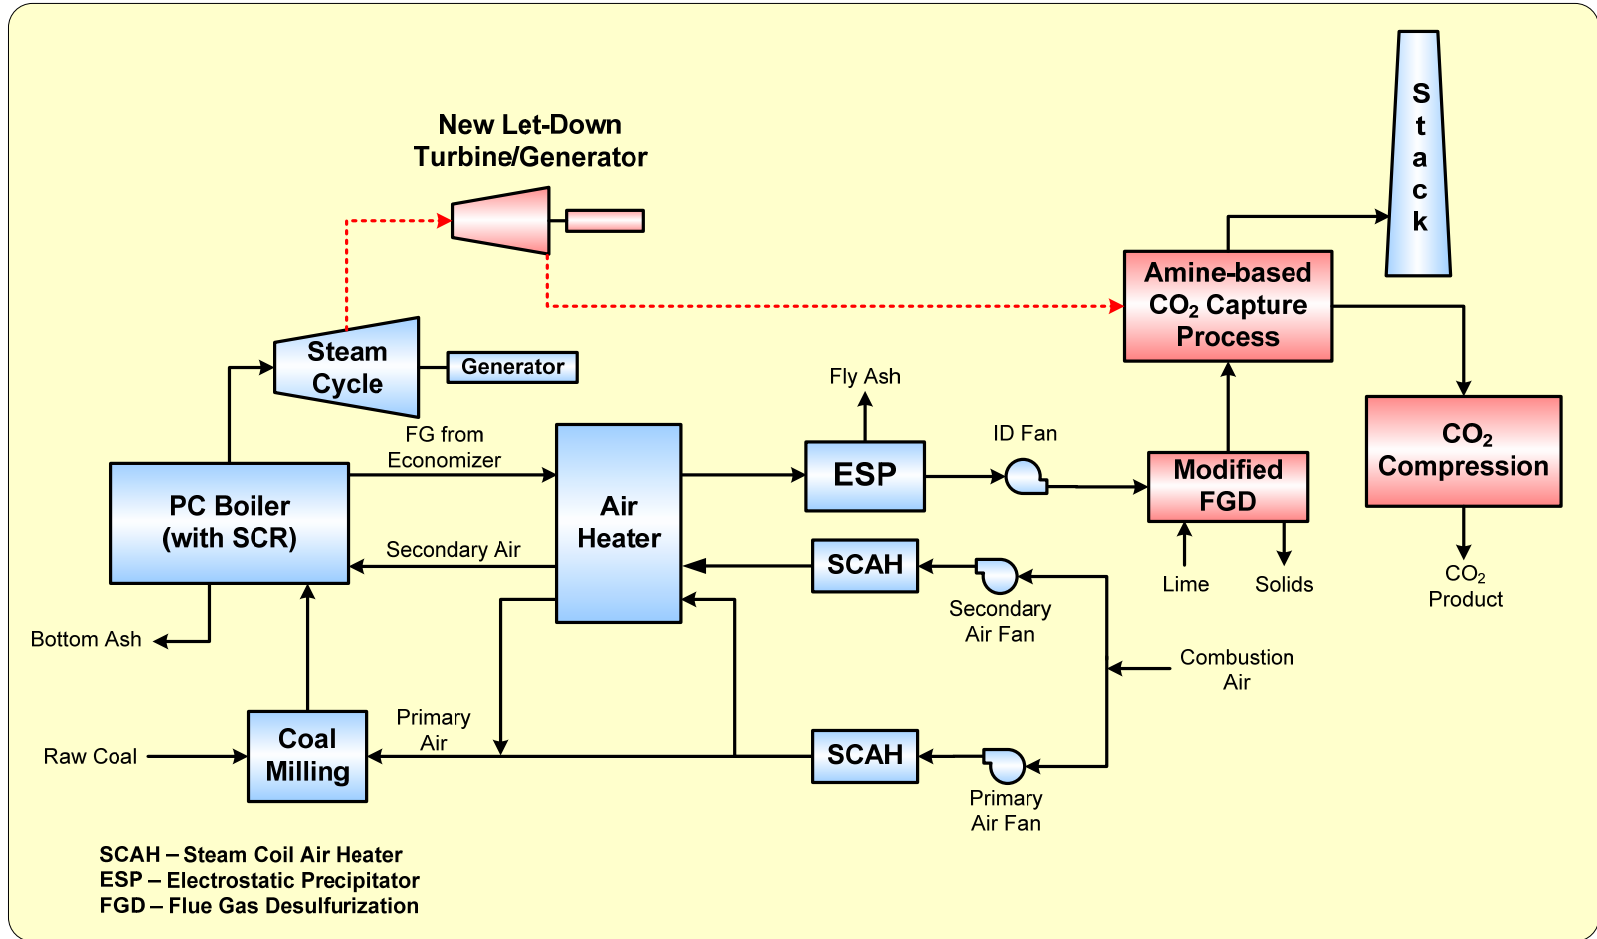 New Let-Down
Turbine/Generator
S
t
a
c
k
Amine-based
CO₂ Capture
Process
Steam
Cycle
Generator
Fly Ash
FG from
Economizer
ID Fan
CO₂
Compression
PC Boiler
(with SCR)
Air
Heater
ESP
Modified
FGD
Secondary Air
SCAH
Secondary
Air Fan
Lime
Solids
CO₂
Product
Bottom Ash
Combustion
Air
Primary
Air
Raw Coal
Coal
Milling
SCAH
Primary
Air Fan
SCAH – Steam Coil Air Heater
ESP – Electrostatic Precipitator
FGD – Flue Gas Desulfurization